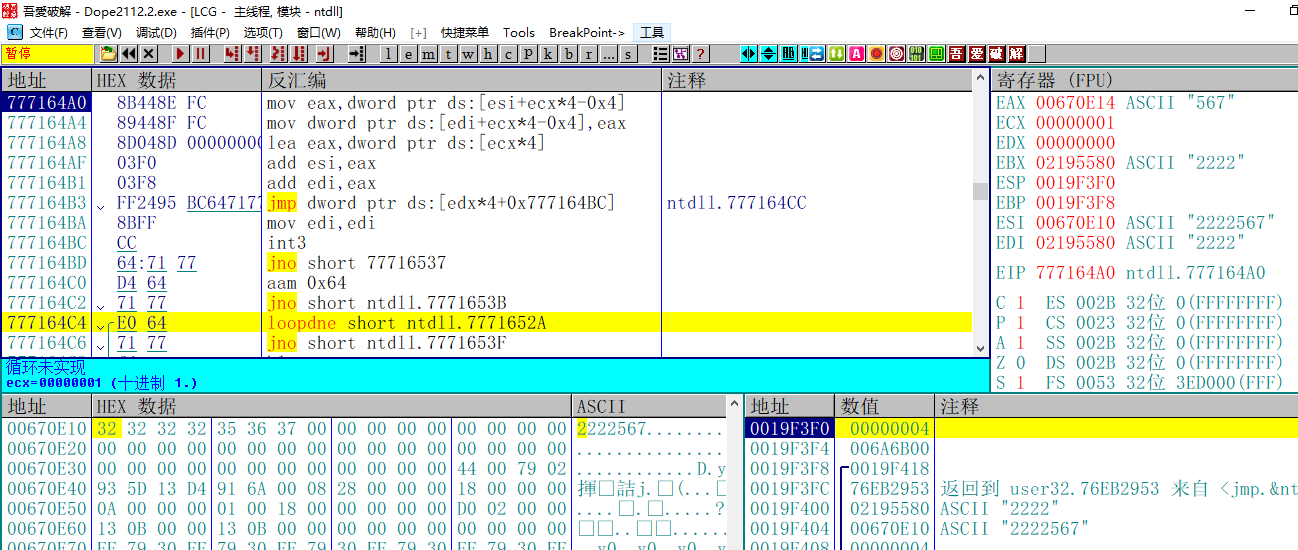 吾愛破解 - Dope2112.2.exe - [LCG - 主线程, 模块 - ntdll]
文件(F) 查看(V) 调试(D) 插件(P) 选项(T) 窗口(W) 帮助(H) [+] 快捷菜单 Tools BreakPoint-> 工具
暂停 l e m t w h c p k b r ... s ? 吾 爱 破 解
地址 HEX 数据 反汇编 注释
777164A0 8B448E FC mov eax,dword ptr ds:[esi+ecx*4-0x4]
777164A4 89448F FC mov dword ptr ds:[edi+ecx*4-0x4],eax
777164A8 8D048D 00000000 lea eax,dword ptr ds:[ecx*4]
777164AF 03F0 add esi,eax
777164B1 03F8 add edi,eax
777164B3 FF2495 BC647177 jmp dword ptr ds:[edx*4+0x777164BC] ntdll.777164CC
777164BA 8BFF mov edi,edi
777164BC CC int3
777164BD 64:71 77 jno short 77716537
777164C0 D4 64 aam 0x64
777164C2 71 77 jno short ntdll.7771653B
777164C4 E0 64 loopdne short ntdll.7771652A
71 77 jno short ntdll.7771653F
循环未实现
ecx=00000001 (十进制 1.)
寄存器 (FPU)
EAX 00670E14 ASCII "567"
ECX 00000001
EDX 00000000
EBX 02195580 ASCII "2222"
ESP 0019F3F0
EBP 0019F3F8
ESI 00670E10 ASCII "2222567"
EDI 02195580 ASCII "2222"
EIP 777164A0 ntdll.777164A0
C 1 ES 002B 32位 0(FFFFFFFF)
P 1 CS 0023 32位 0(FFFFFFFF)
A 1 SS 002B 32位 0(FFFFFFFF)
Z 0 DS 002B 32位 0(FFFFFFFF)
S 1 FS 0053 32位 3ED000(FFF)
地址 HEX 数据 ASCII
00670E10 32 32 32 32 35 36 37 00 00 00 00 00 00 00 00 00 2222567.........
00670E20 00 00 00 00 00 00 00 00 00 00 00 00 00 00 00 00 ................
00670E30 00 00 00 00 00 00 00 00 00 00 00 00 44 00 79 02 ............D.y
00670E40 93 5D 13 D4 91 6A 00 08 28 00 00 00 18 00 00 00
00670E50 0A 00 00 00 01 00 18 00 00 00 00 00 D0 02 00 00
00670E60 13 0B 00 00 13 0B 00 00 00 00 00 00 00 00 00 00
地址 数值 注释
0019F3F0 00000004
0019F3F4 006A6B00
0019F3F8 0019F418
0019F3FC 76EB2953 返回到 user32.76EB2953 来自 <jmp.&nt
0019F400 02195580 ASCII "2222"
0019F404 00670E10 ASCII "2222567"